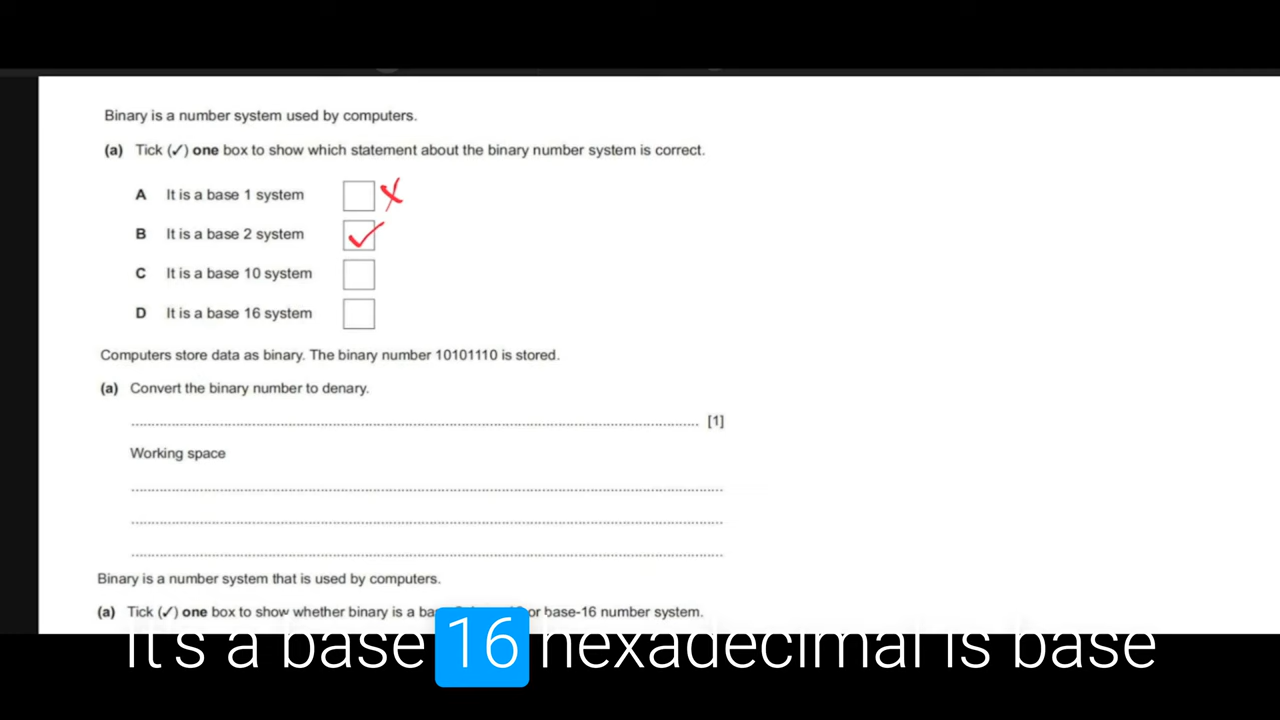 Binary is a number system used by computers.
(a) Tick (✓) one box to show which statement about the binary number system is correct.
A It is a base 1 system
B It is a base 2 system
C It is a base 10 system
D It is a base 16 system
Computers store data as binary. The binary number 10101110 is stored.
(a) Convert the binary number to denary.
[1]
Working space
Binary is a number system that is used by computers.
(a) Tick (✓) one box to show whether binary is a or base-16 number system.
It's a base 16 hexadecimal is base